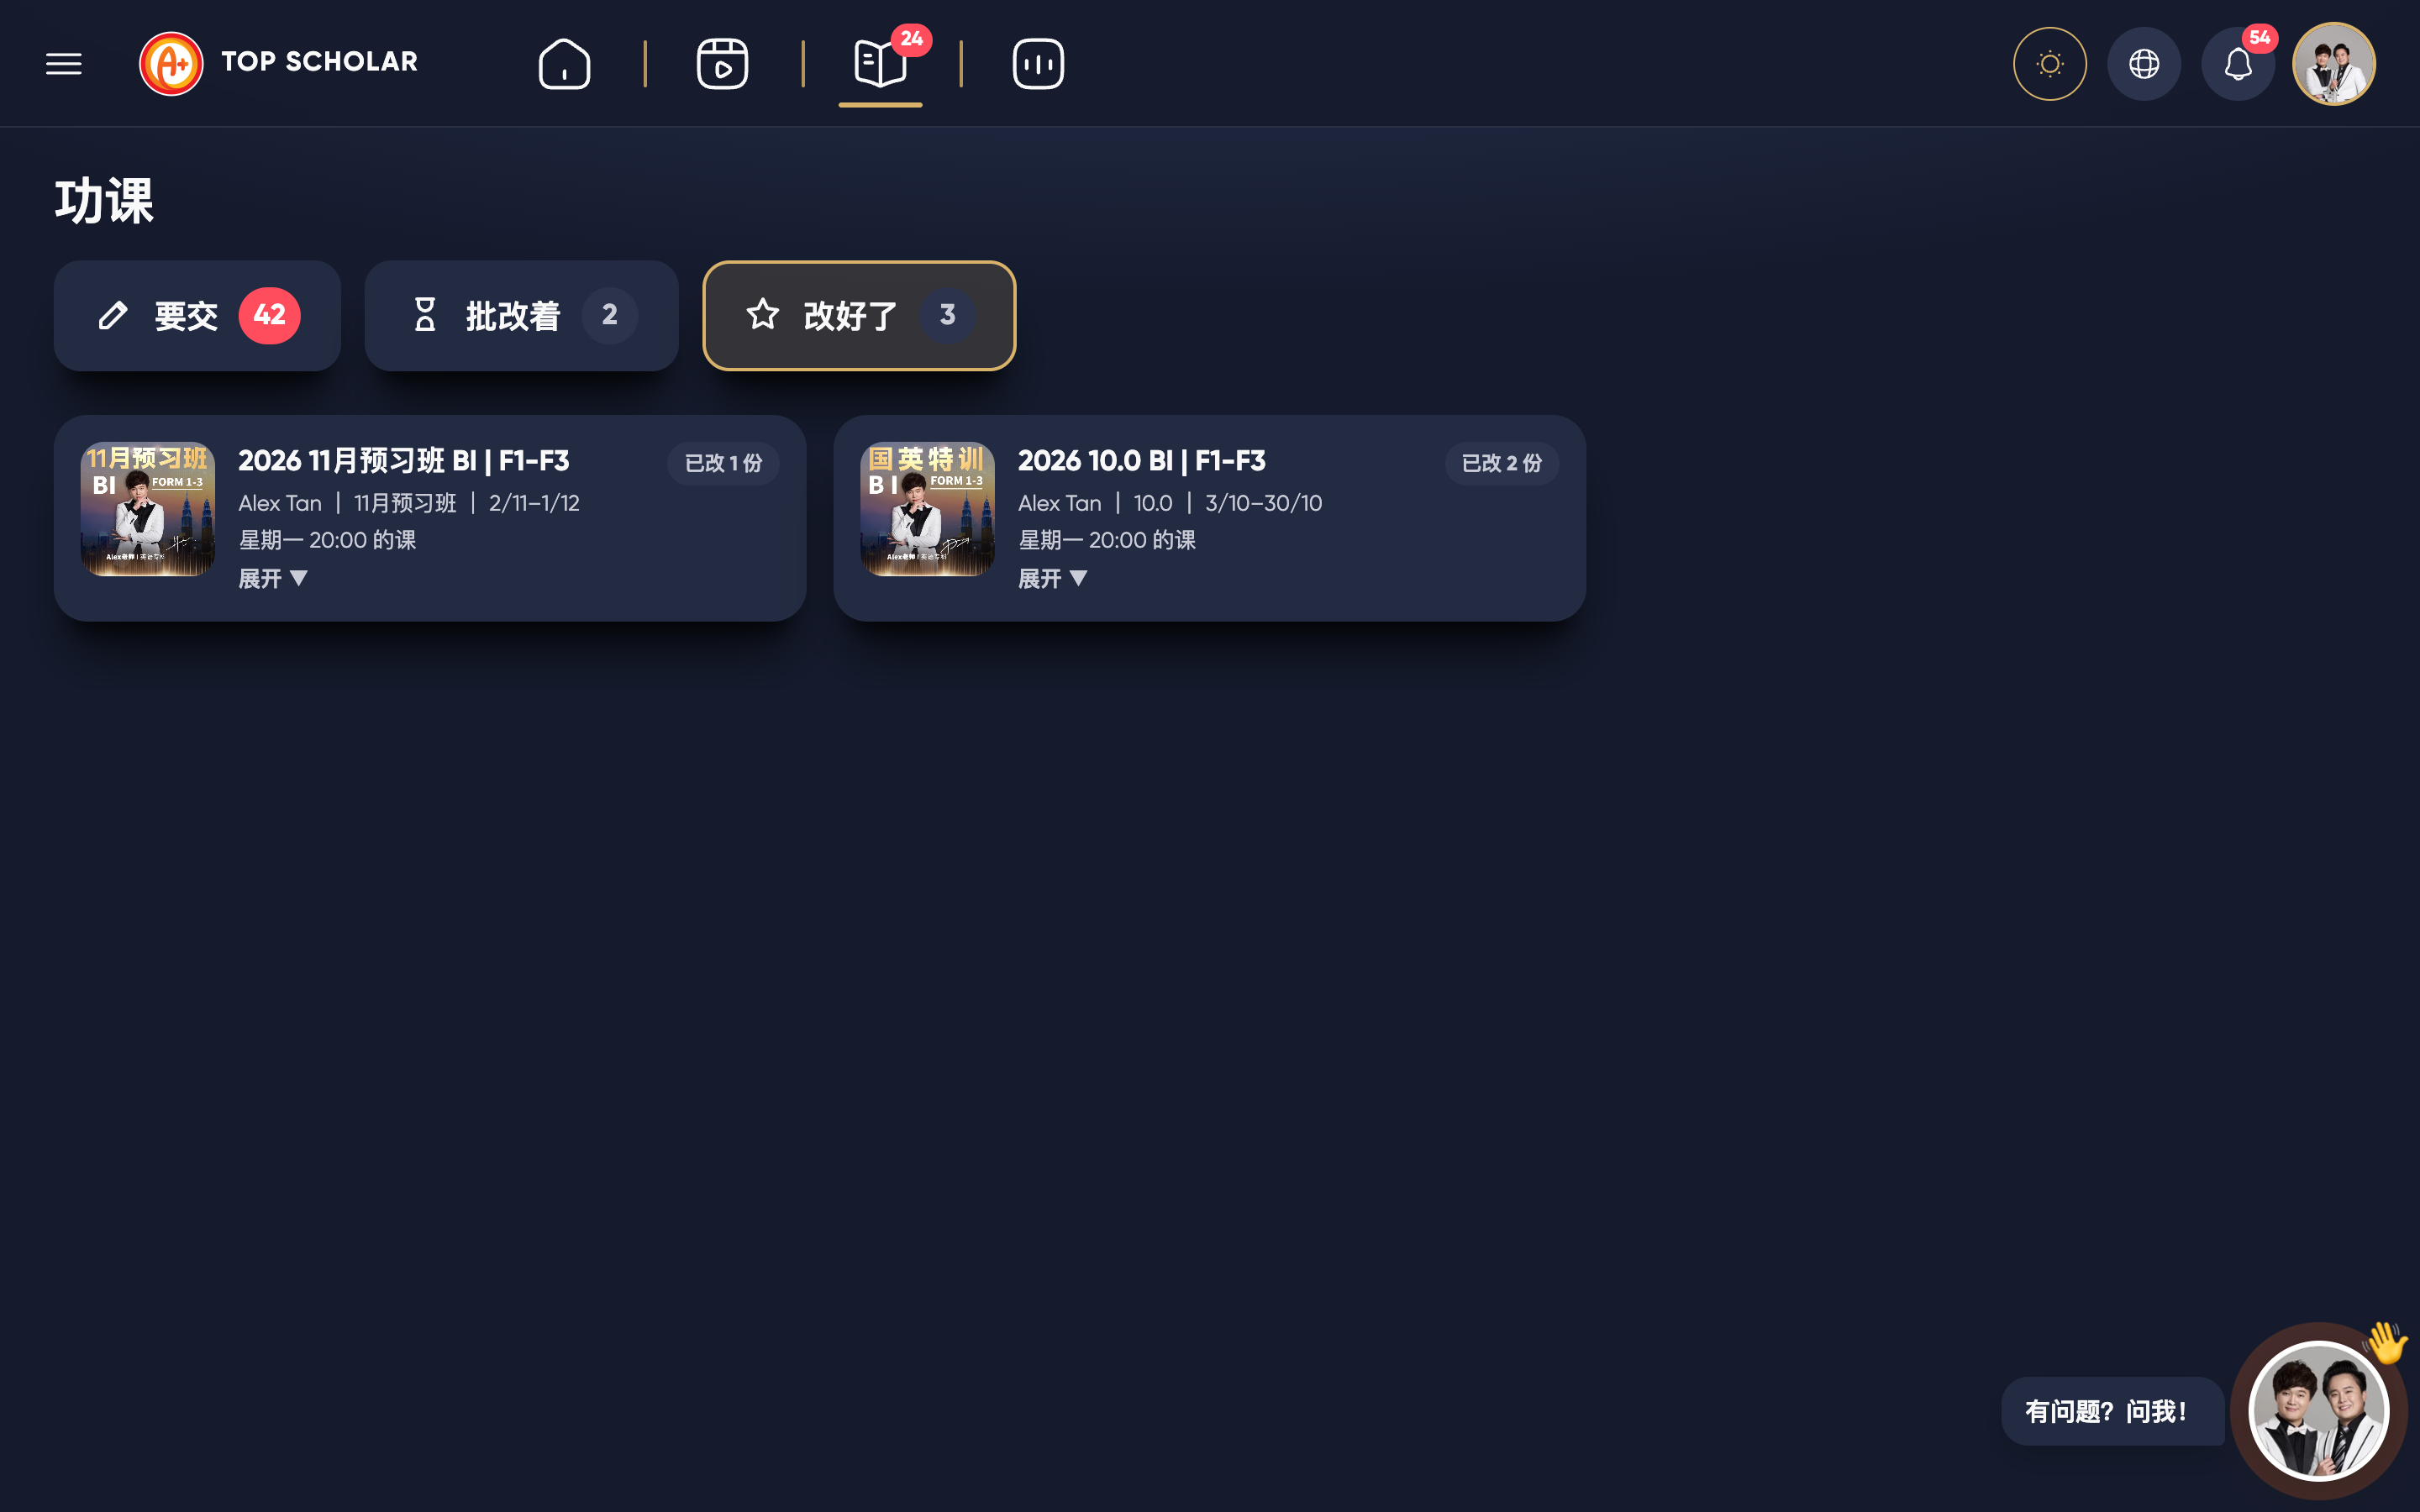 TOP SCHOLAR
24
54
功课
要交 42
批改着 2
改好了 3
11月预习班
BI FORM 1-3
2026 11月预习班 BI | F1-F3
已改 1 份
Alex Tan | 11月预习班 | 2/11–1/12
星期一 20:00 的课
展开 ▼
国英特训
BI FORM 1-3
2026 10.0 BI | F1-F3
已改 2 份
Alex Tan | 10.0 | 3/10–30/10
星期一 20:00 的课
展开 ▼
有问题？问我！